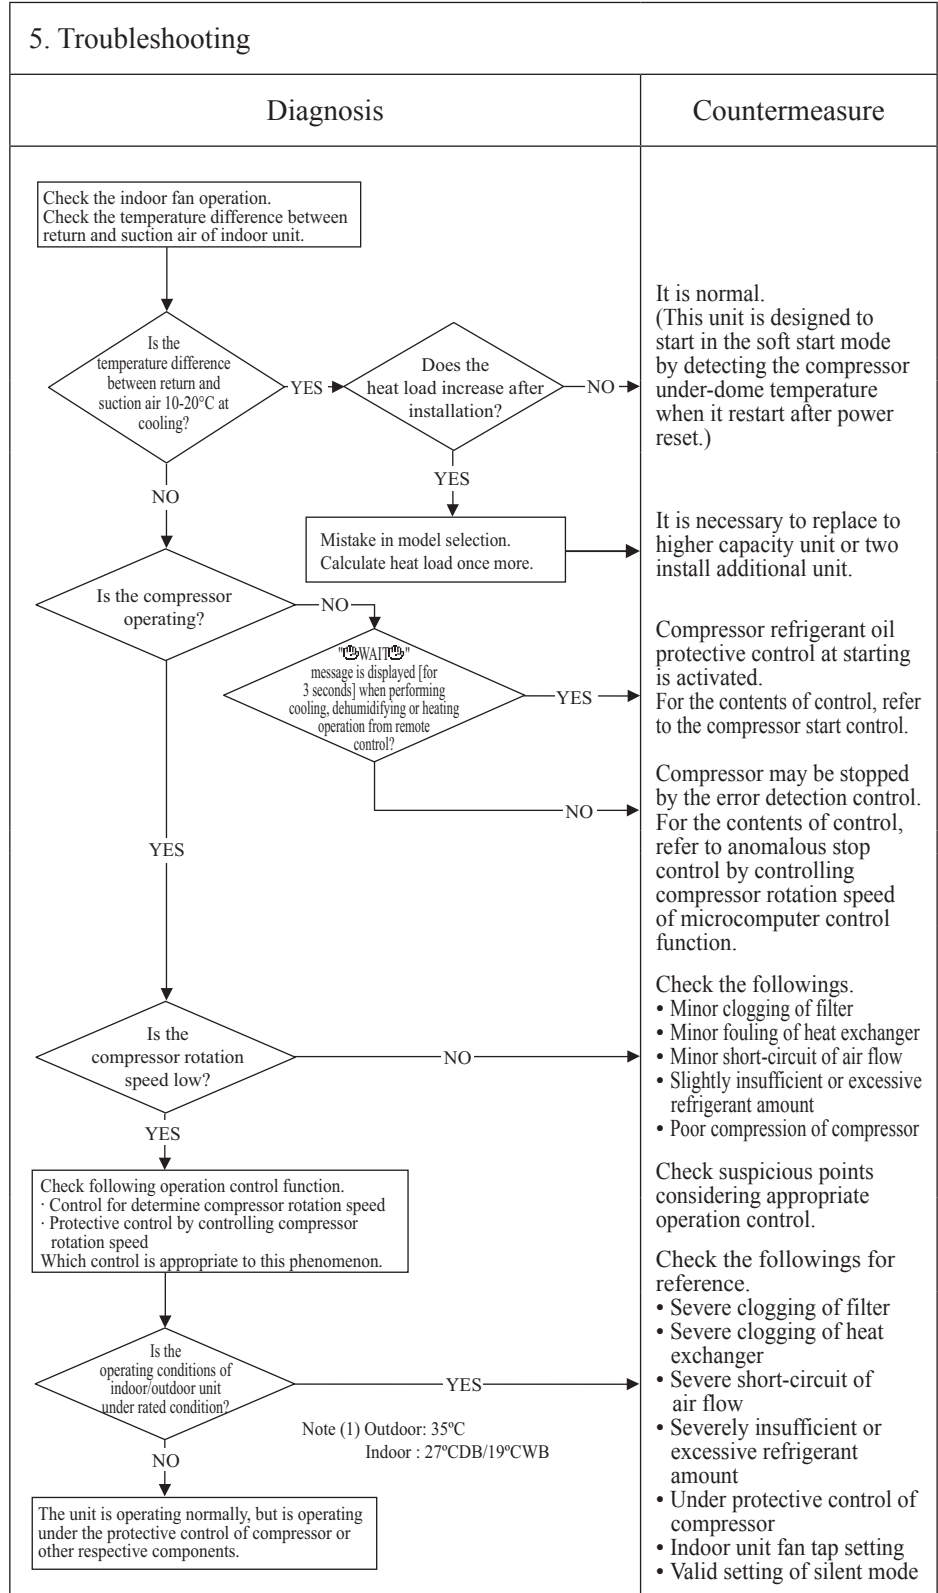 5. Troubleshooting
Diagnosis
Countermeasure
Check the indoor fan operation.
Check the temperature difference between
return and suction air of indoor unit.
Is the
temperature difference
between return and
suction air 10-20°C at
cooling?
YES
Does the
heat load increase after
installation?
NO
It is normal.
(This unit is designed to
start in the soft start mode
by detecting the compressor
under-dome temperature
when it restart after power
reset.)
NO
YES
Mistake in model selection.
Calculate heat load once more.
It is necessary to replace to
higher capacity unit or two
install additional unit.
Is the compressor
operating?
NO
"WAIT"
message is displayed [for
3 seconds] when performing
cooling, dehumidifying or heating
operation from remote
control?
YES
Compressor refrigerant oil
protective control at starting
is activated.
For the contents of control, refer
to the compressor start control.
NO
Compressor may be stopped
by the error detection control.
For the contents of control,
refer to anomalous stop
control by controlling
compressor rotation speed
of microcomputer control
function.
YES
Is the
compressor rotation
speed low?
NO
Check the followings.
• Minor clogging of filter
• Minor fouling of heat exchanger
• Minor short-circuit of air flow
• Slightly insufficient or excessive
refrigerant amount
• Poor compression of compressor
YES
Check following operation control function.
· Control for determine compressor rotation speed
· Protective control by controlling compressor
rotation speed
Which control is appropriate to this phenomenon.
Check suspicious points
considering appropriate
operation control.
Is the
operating conditions of
indoor/outdoor unit
under rated condition?
YES
Note (1) Outdoor: 35ºC
Indoor : 27ºCDB/19ºCWB
NO
The unit is operating normally, but is operating
under the protective control of compressor or
other respective components.
Check the followings for
reference.
• Severe clogging of filter
• Severe clogging of heat
exchanger
• Severe short-circuit of
air flow
• Severely insufficient or
excessive refrigerant
amount
• Under protective control of
compressor
• Indoor unit fan tap setting
• Valid setting of silent mode